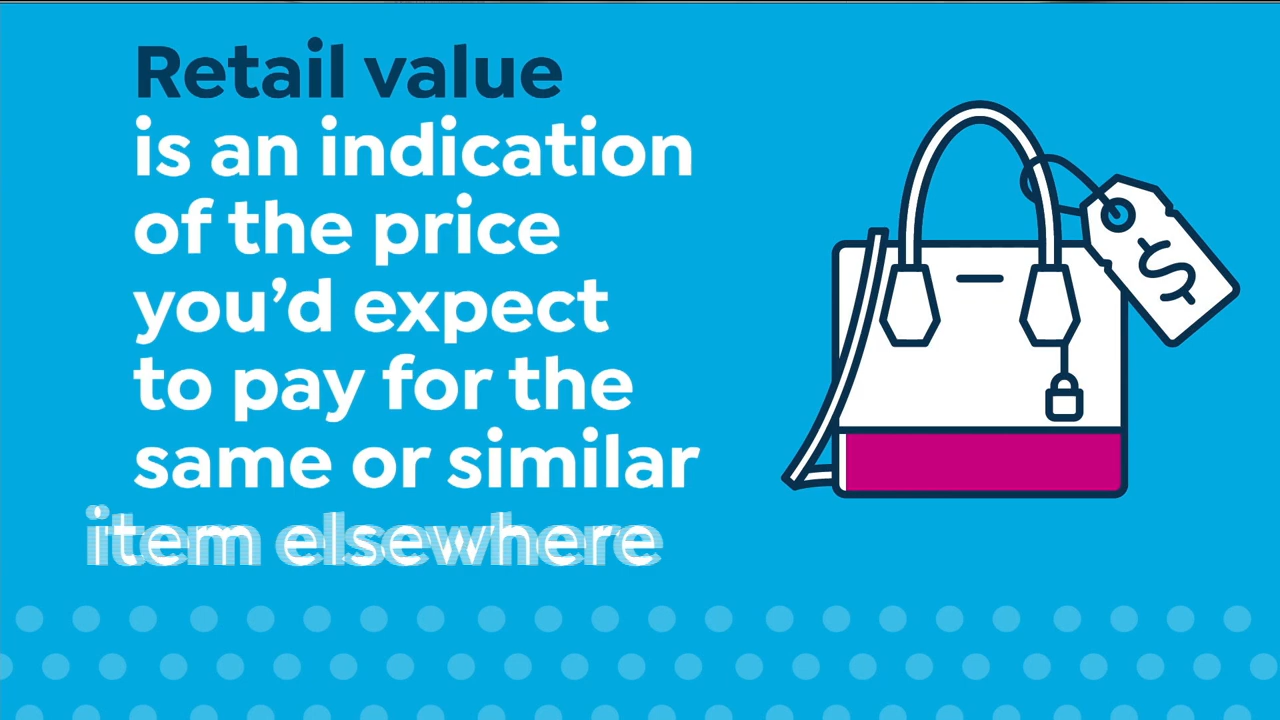 Retail value
is an indication
of the price
you’d expect
to pay for the
same or similar
item elsewhere
$